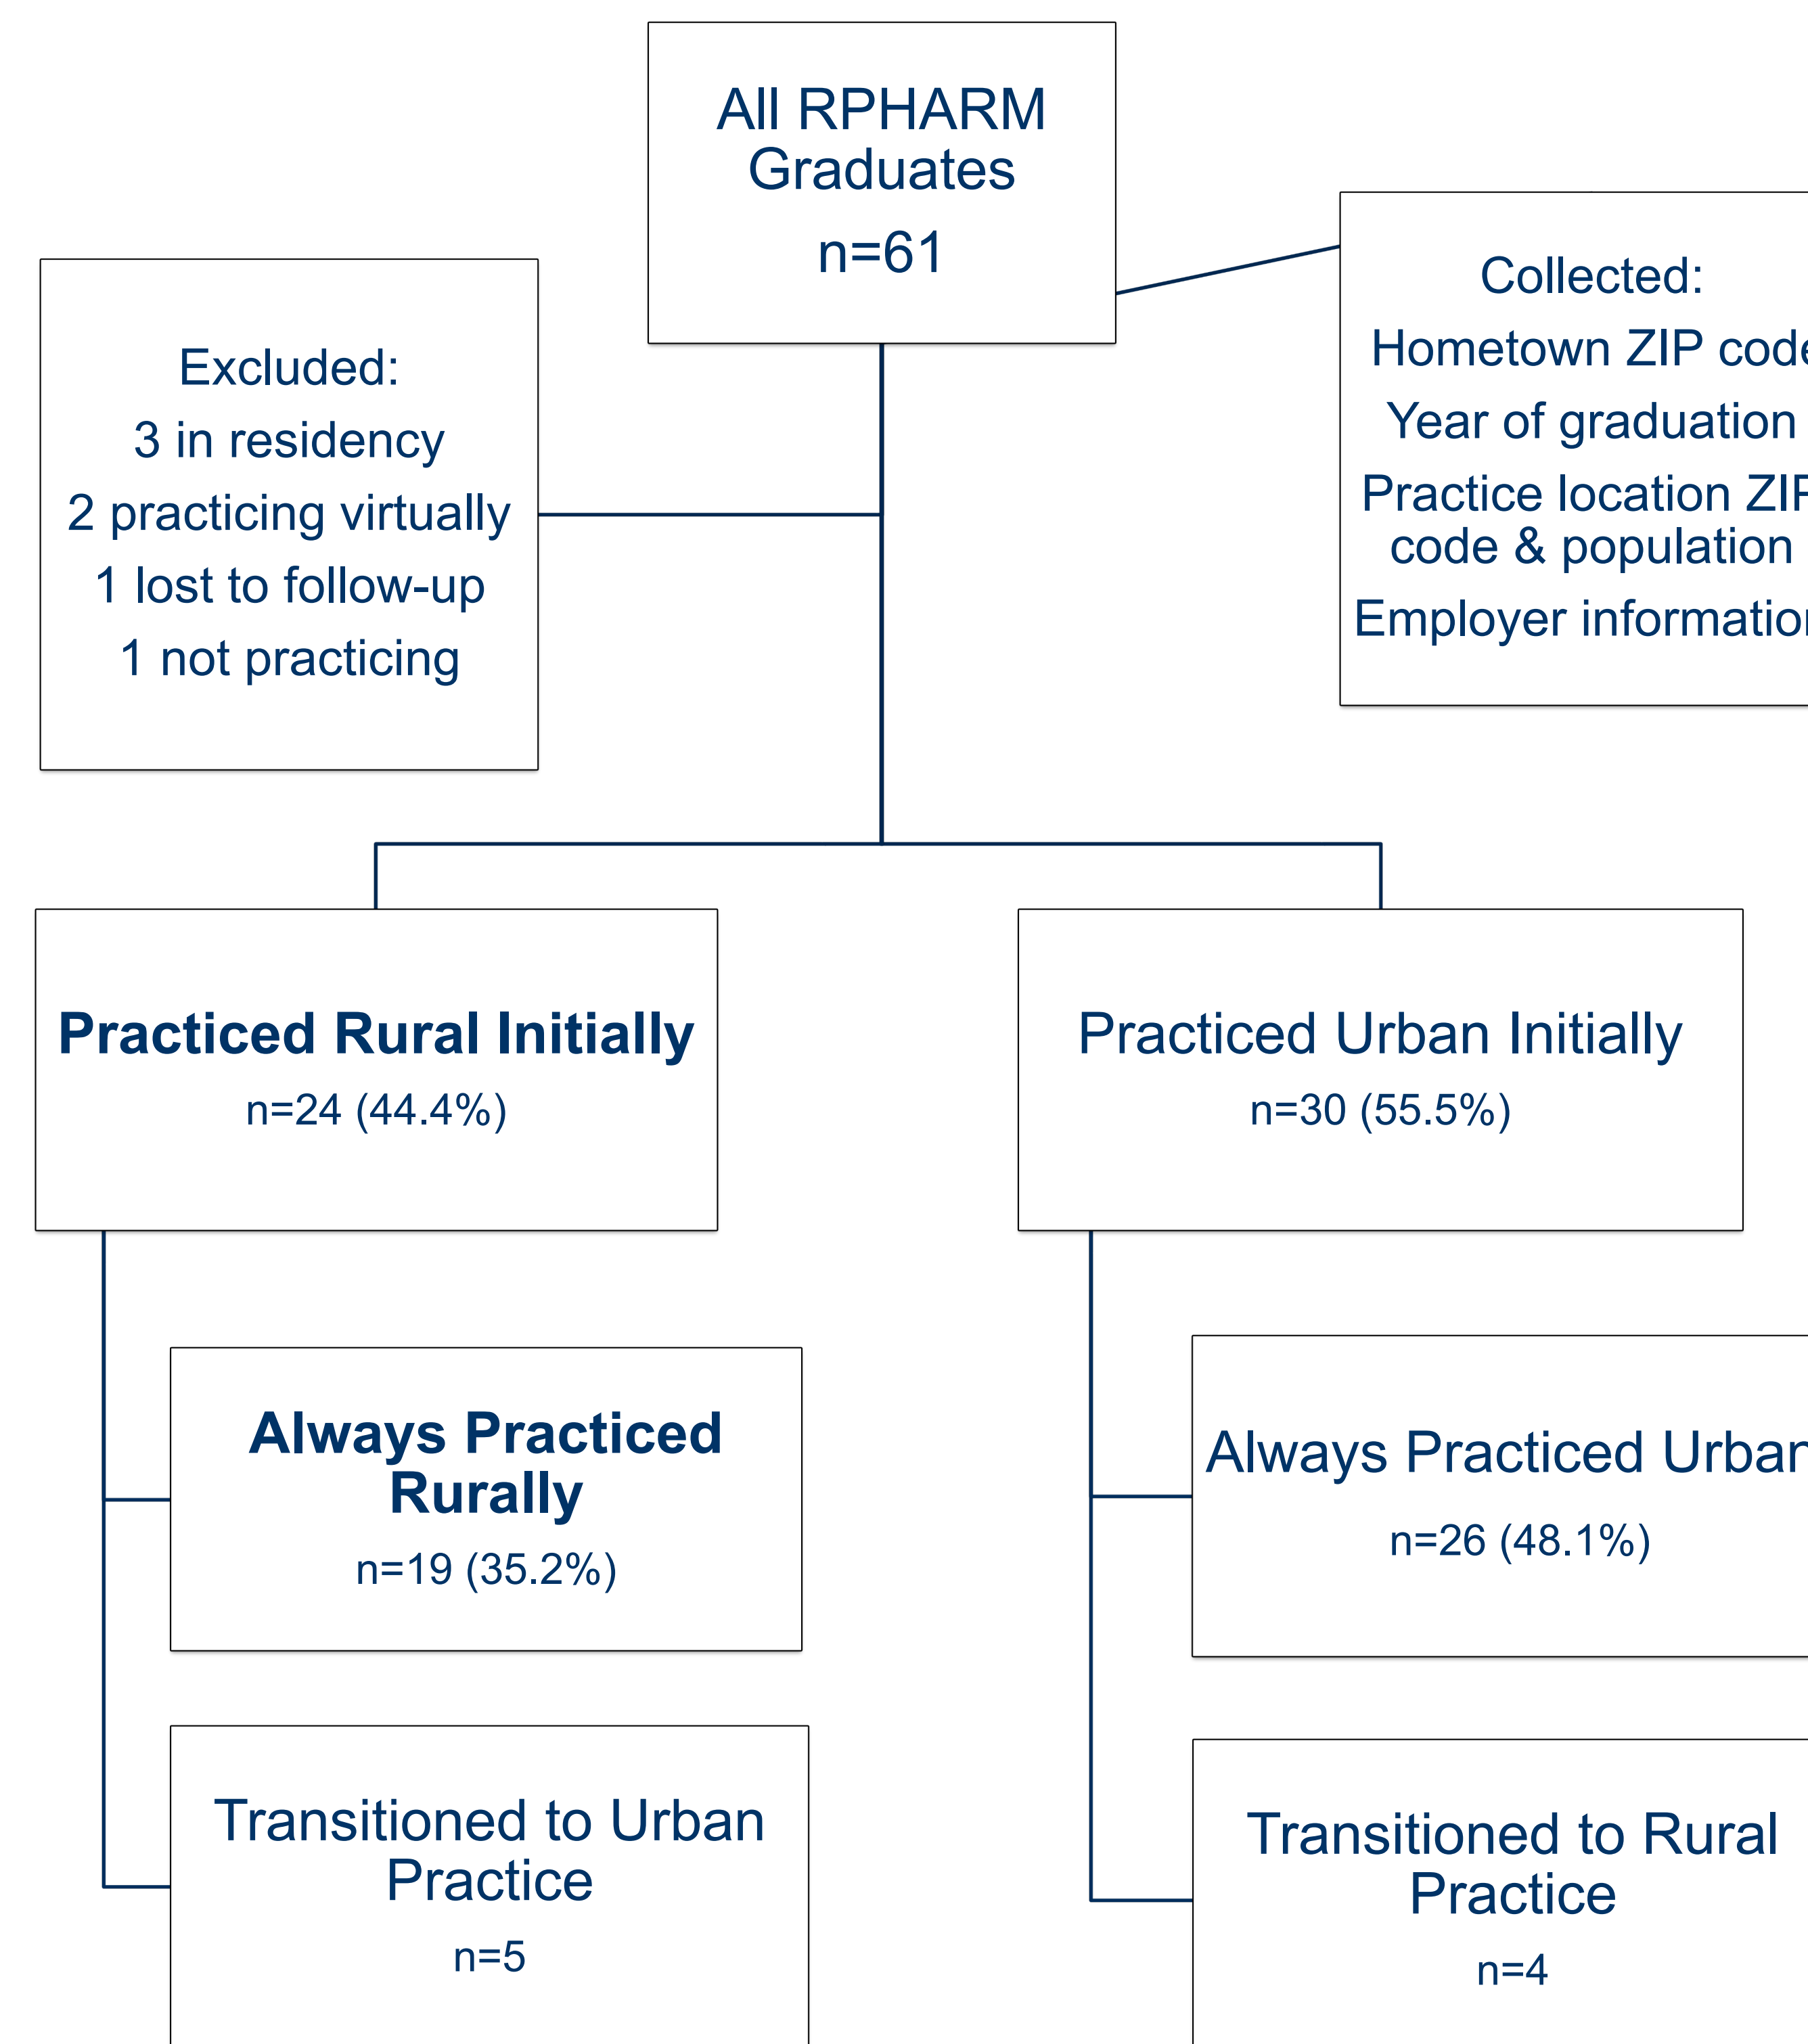 All RPHARM
Graduates
n=61
Excluded:
3 in residency
2 practicing virtually
1 lost to follow-up
1 not practicing
Collected:
Hometown ZIP code
Year of graduation
Practice location ZIP
code & population
Employer information
Practiced Rural Initially
n=24 (44.4%)
Practiced Urban Initially
n=30 (55.5%)
Always Practiced
Rurally
n=19 (35.2%)
Transitioned to Urban
Practice
n=5
Always Practiced Urban
n=26 (48.1%)
Transitioned to Rural
Practice
n=4